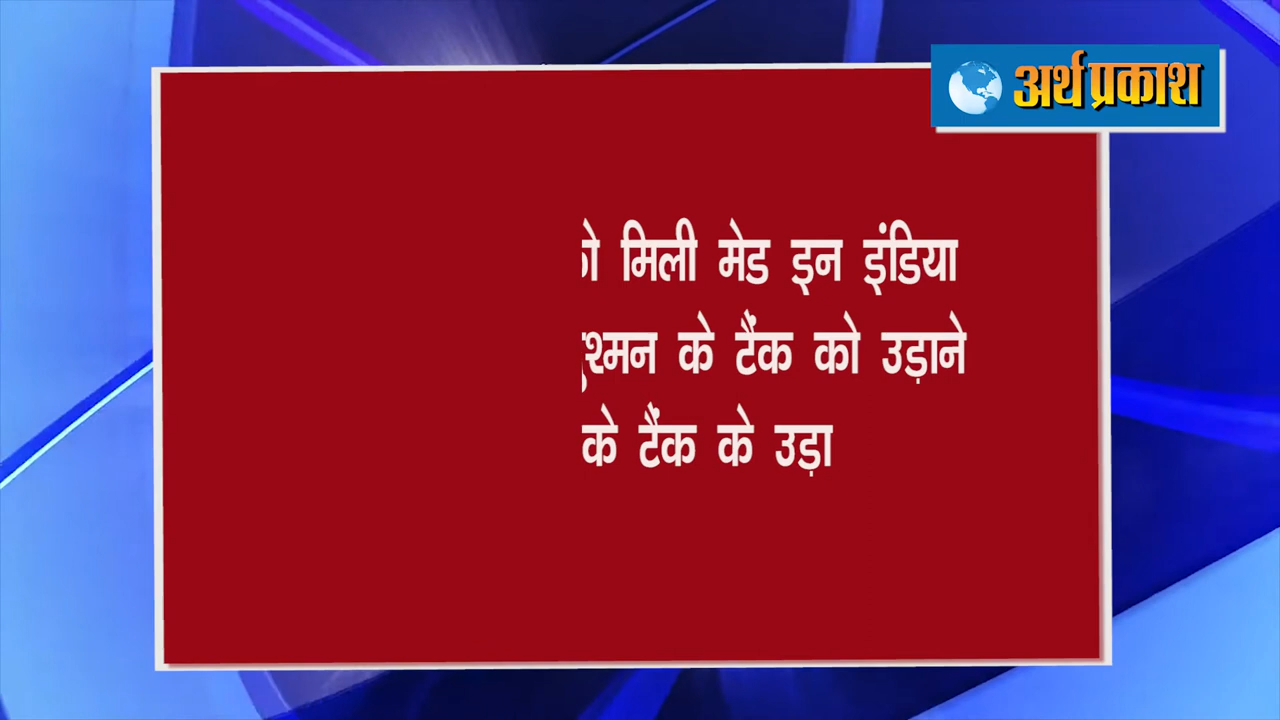 अर्थ प्रकाश
मिली मेड इन इंडिया
के टैंक को उड़ाने
के टैंक के उड़ा